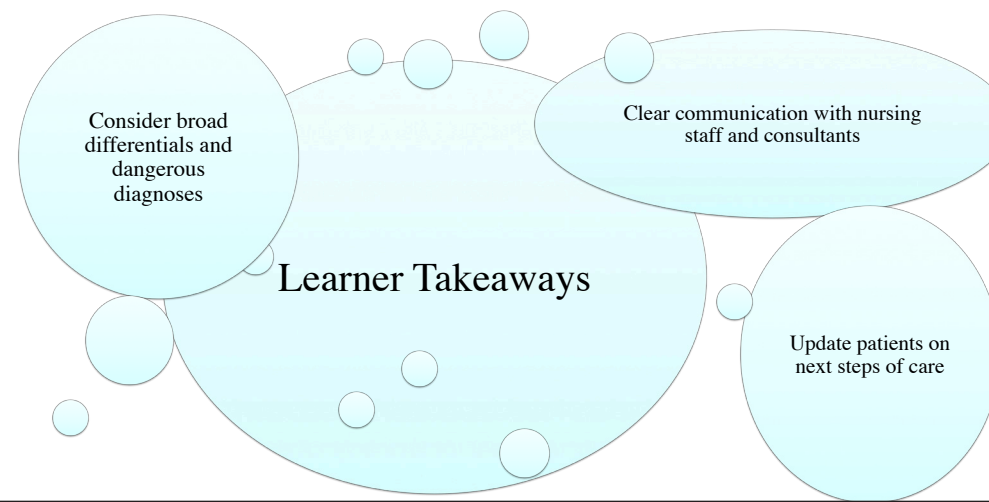 Consider broad
differentials and
dangerous
diagnoses
Clear communication with nursing
staff and consultants
Learner Takeaways
Update patients on
next steps of care